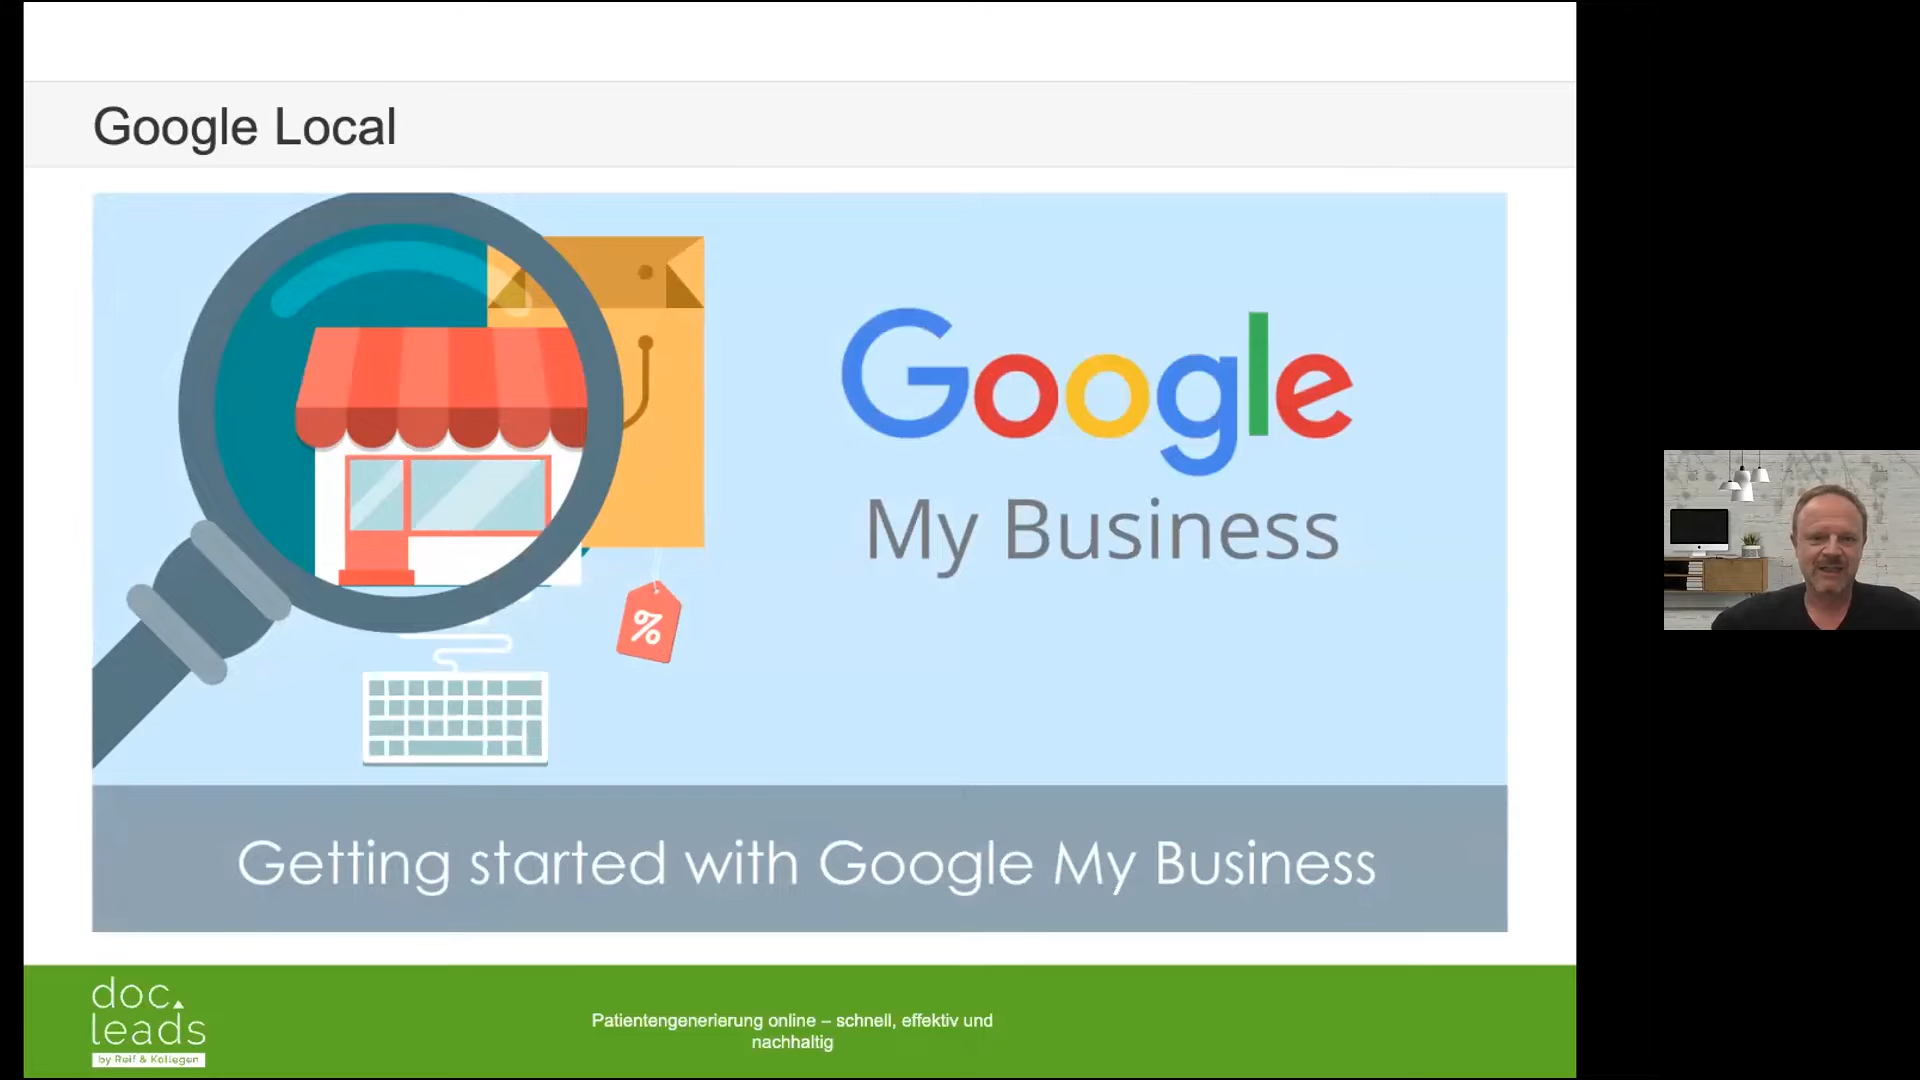 Google Local
Google
My Business
%
Getting started with Google My Business
doc.
leads
by Reif & Kollegen
Patientengenerierung online – schnell, effektiv und
nachhaltig